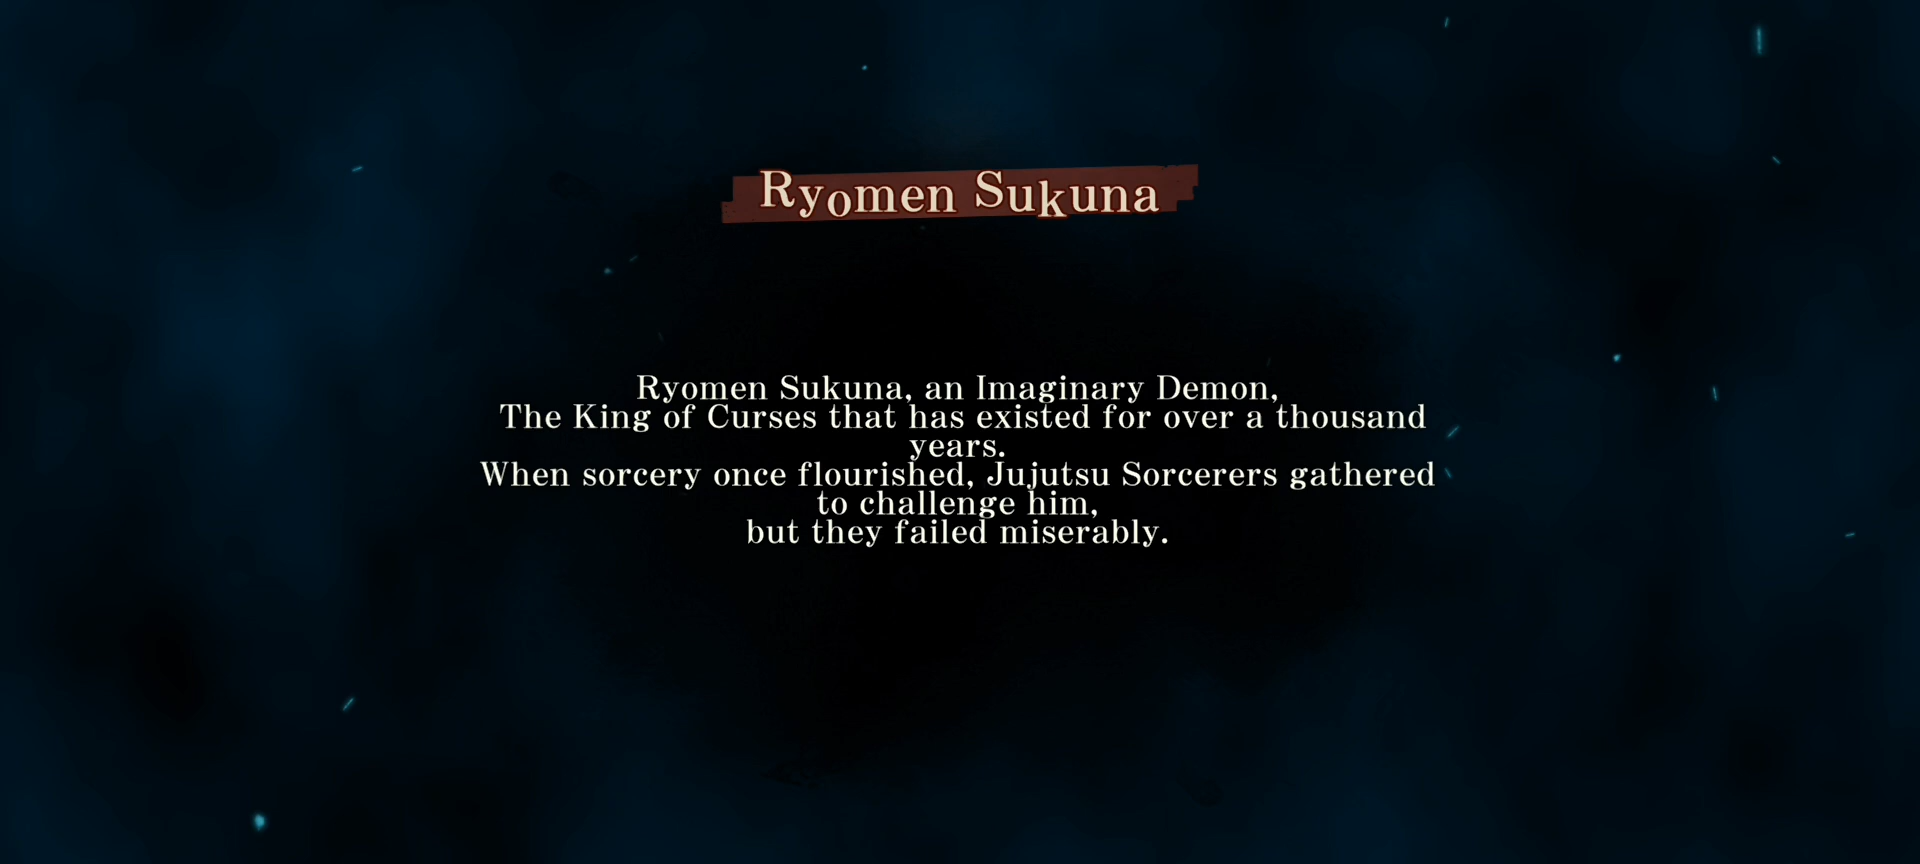 Ryomen Sukuna
Ryomen Sukuna, an Imaginary Demon,
The King of Curses that has existed for over a thousand
years.
When sorcery once flourished, Jujutsu Sorcerers gathered
to challenge him,
but they failed miserably.